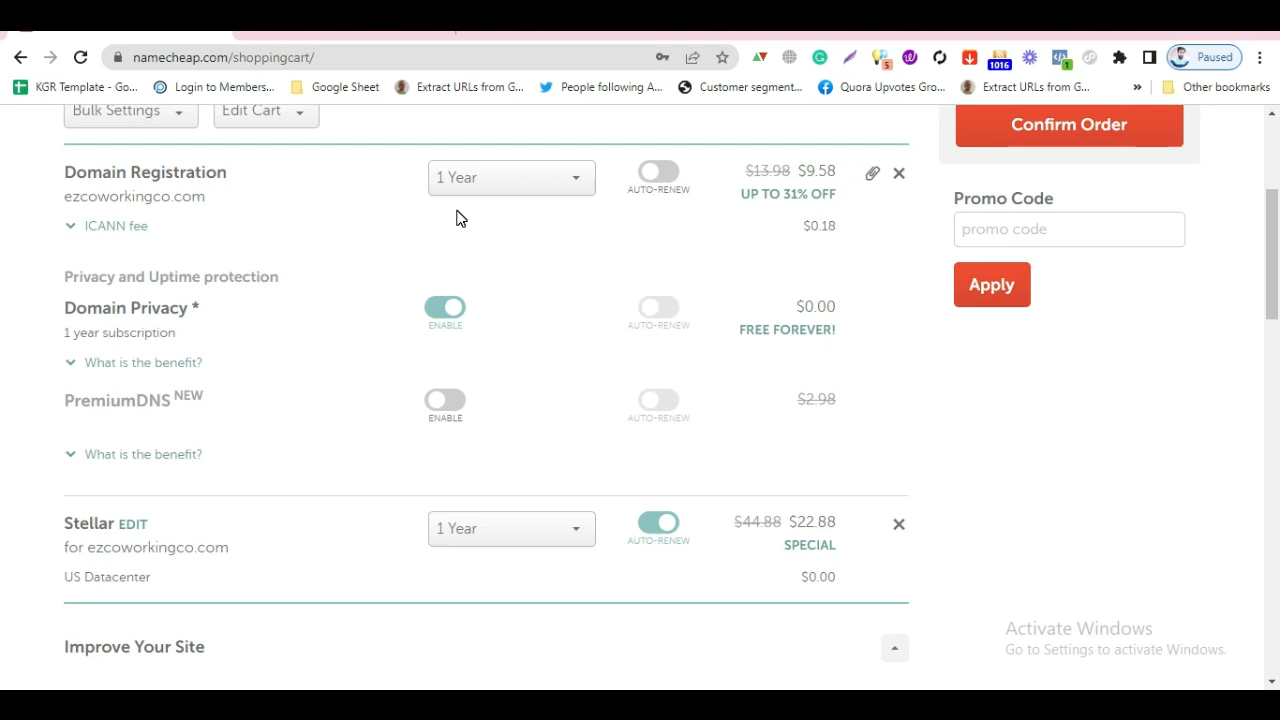 namecheap.com/shoppingcart/
5
1016
1
Paused
KGR Template - Go...
Login to Members...
Google Sheet
Extract URLs from G...
People following A...
Customer segment...
Quora Upvotes Gro...
Extract URLs from G...
»
Other bookmarks
Bulk Settings
Edit Cart
Confirm Order
Domain Registration
1 Year
AUTO-RENEW
$13.98 $9.58
ezcoworkingco.com
UP TO 31% OFF
ICANN fee
$0.18
Promo Code
promo code
Apply
Privacy and Uptime protection
Domain Privacy *
ENABLE
AUTO-RENEW
$0.00
1 year subscription
FREE FOREVER!
What is the benefit?
PremiumDNS NEW
ENABLE
AUTO-RENEW
$2.98
What is the benefit?
Stellar EDIT
1 Year
AUTO-RENEW
$44.88 $22.88
for ezcoworkingco.com
SPECIAL
US Datacenter
$0.00
Improve Your Site
Activate Windows
Go to Settings to activate Windows.